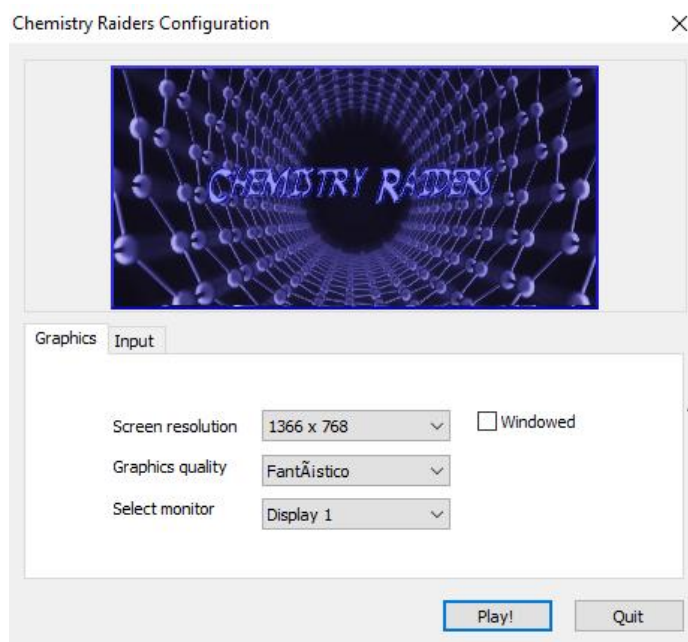 Chemistry Raiders Configuration
CHEMISTRY RAIDERS
Graphics Input
Screen resolution 1366 x 768 Windowed
Graphics quality FantÃistico
Select monitor Display 1
Play! Quit